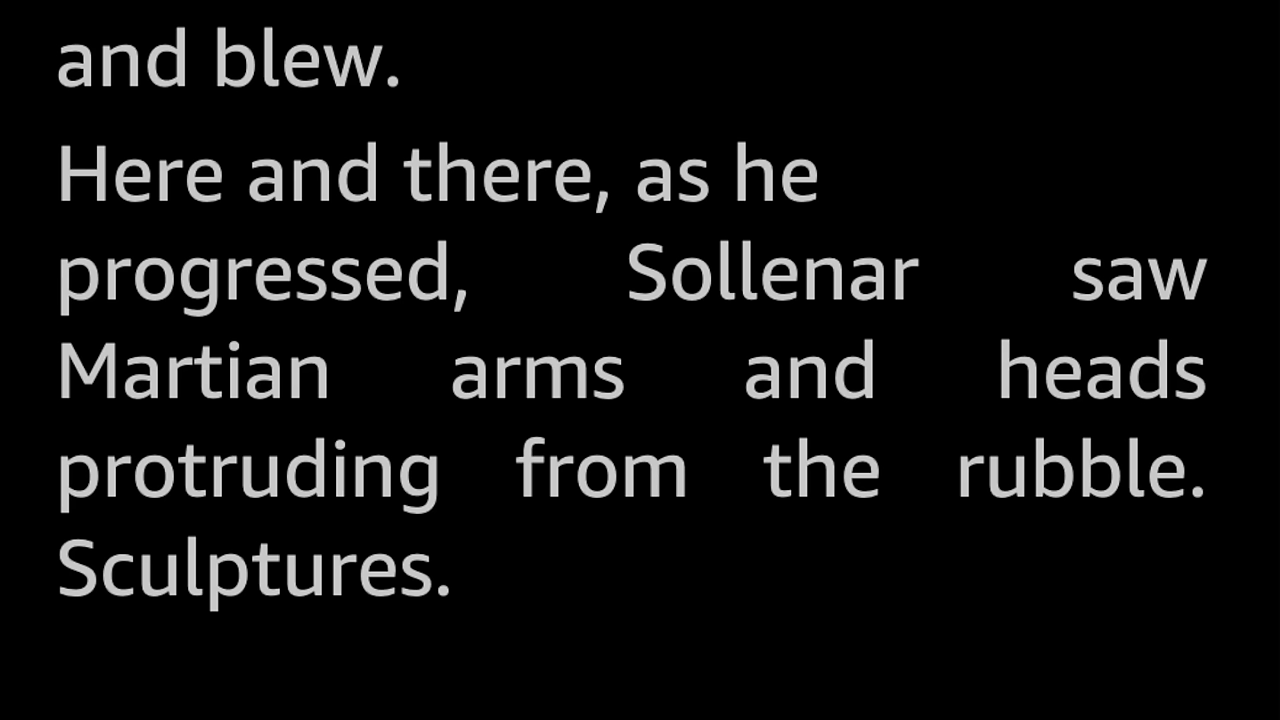 and blew.
Here and there, as he
progressed, Sollenar saw
Martian arms and heads
protruding from the rubble.
Sculptures.